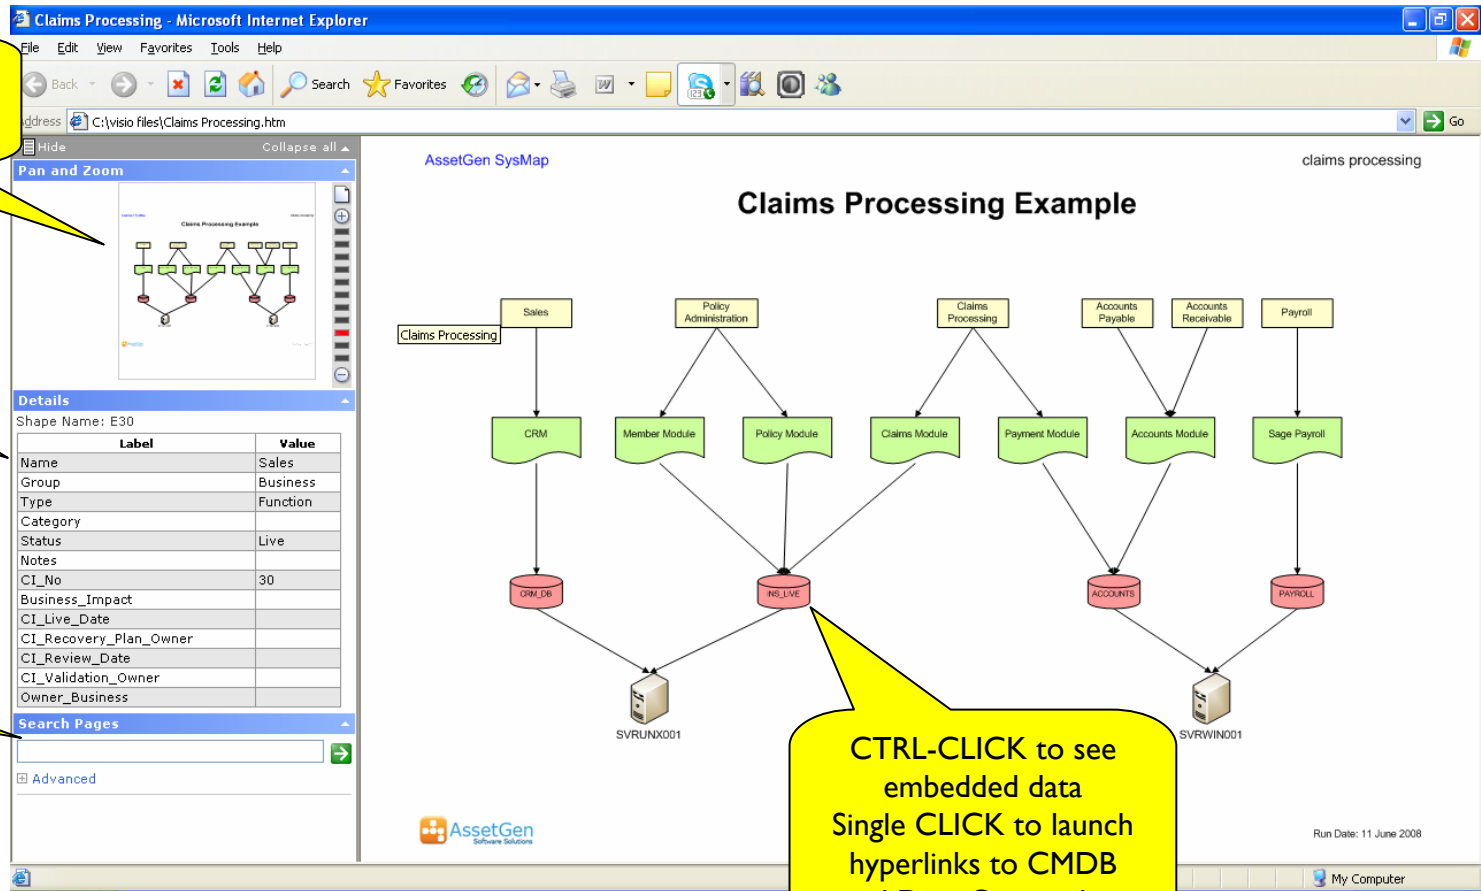 Claims Processing - Microsoft Internet Explorer
File Edit View Favorites Tools Help
Back Search Favorites
Address C:\visio files\Claims Processing.htm Go
Hide Collapse all
Pan and Zoom
Claims Processing Example
Details
Shape Name: E30
Label Value
Name Sales
Group Business
Type Function
Category
Status Live
Notes
CI_No 30
Business_Impact
CI_Live_Date
CI_Recovery_Plan_Owner
CI_Review_Date
CI_Validation_Owner
Owner_Business
Search Pages
Advanced
AssetGen SysMap
claims processing
Claims Processing Example
Claims Processing
Sales
Policy
Administration
Claims
Processing
Accounts
Payable
Accounts
Receivable
Payroll
CRM
Member Module
Policy Module
Claims Module
Payment Module
Accounts Module
Sage Payroll
CRM_DB
INS_LIVE
ACCOUNTS
PAYROLL
SVRUNX001
SVRWIN001
CTRL-CLICK to see
embedded data
Single CLICK to launch
hyperlinks to CMDB
AssetGen
Software Solutions
Run Date: 11 June 2008
My Computer